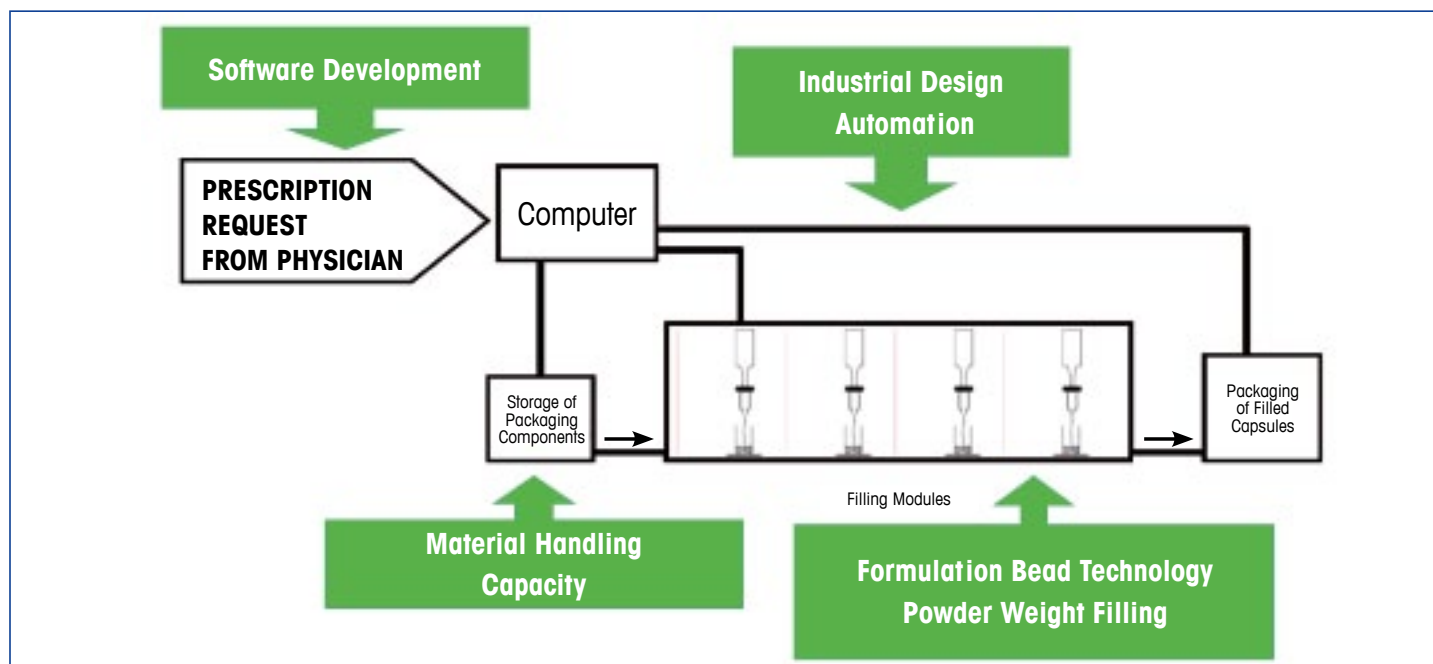 Software Development
Industrial Design
Automation
PRESCRIPTION
REQUEST
FROM PHYSICIAN
Computer
Storage of
Packaging
Components
Packaging
of Filled
Capsules
Filling Modules
Material Handling
Capacity
Formulation Bead Technology
Powder Weight Filling